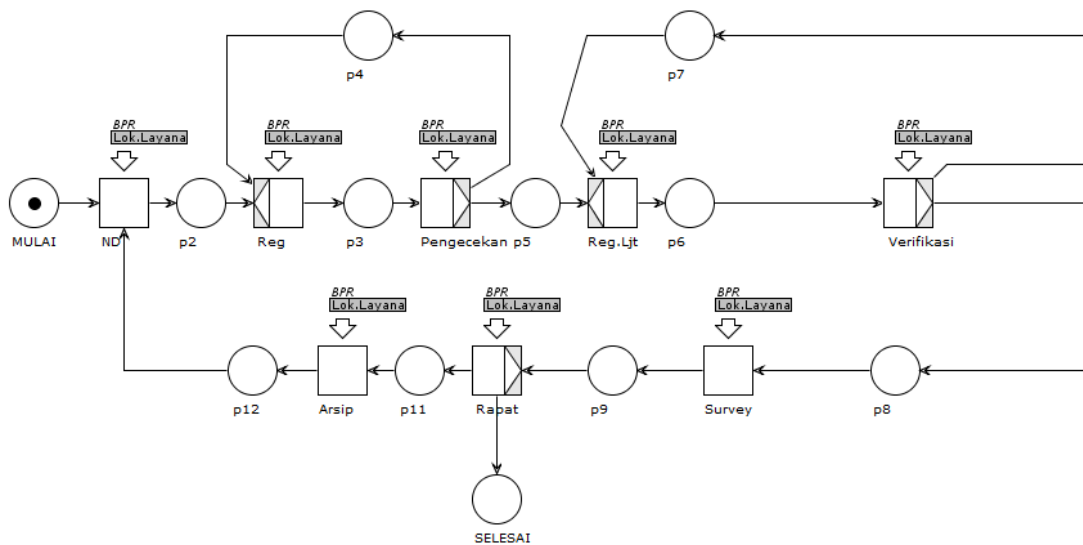 p4
p7
BPR
Lok.Layana
BPR
Lok.Layana
BPR
Lok.Layana
BPR
Lok.Layana
BPR
Lok.Layana
MULAI
ND
p2
Reg
p3
Pengecekan
p5
Reg.Ljt
p6
Verifikasi
BPR
Lok.Layana
BPR
Lok.Layana
BPR
Lok.Layana
p12
Arsip
p11
Rapat
p9
Survey
p8
SELESAI